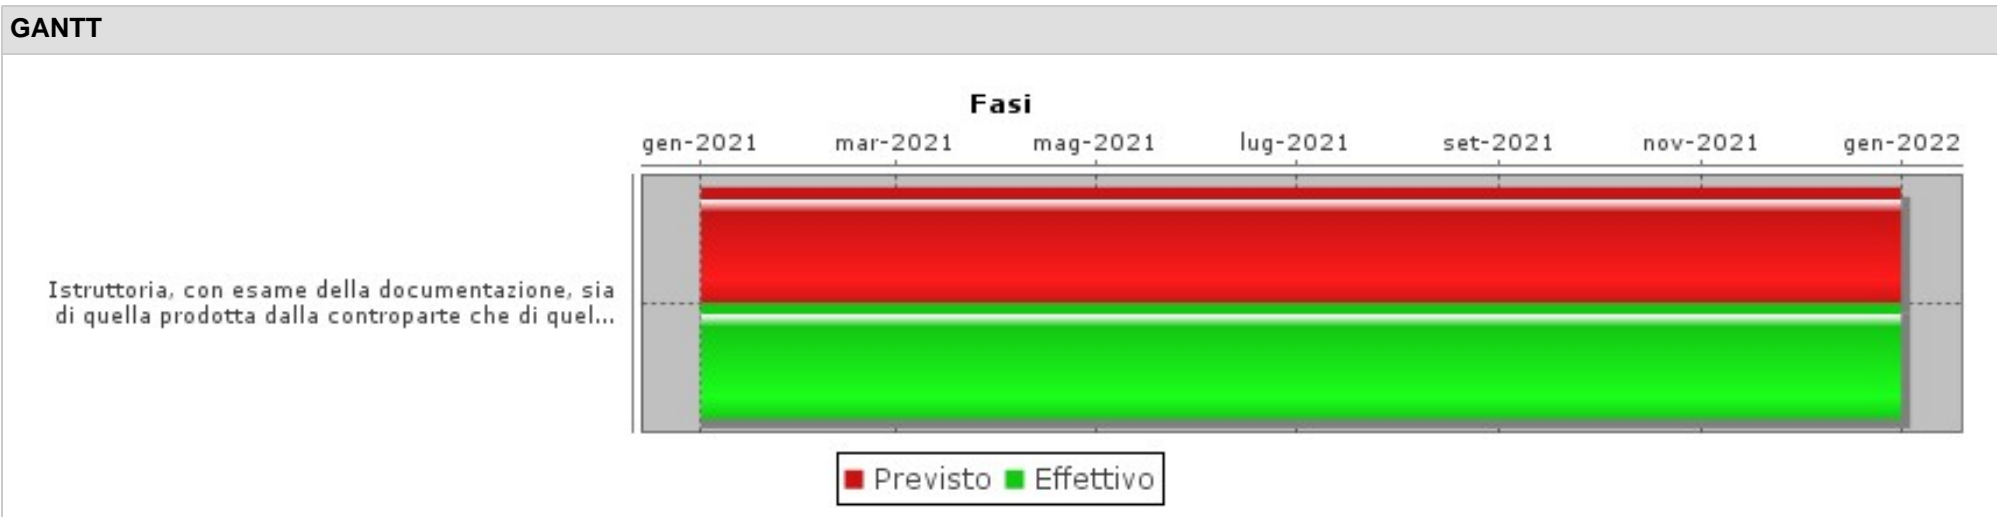 GANTT
Fasi
gen-2021 mar-2021 mag-2021 lug-2021 set-2021 nov-2021 gen-2022
Istruttoria, con esame della documentazione, sia
di quella prodotta dalla controparte che di quel...
Previsto Effettivo